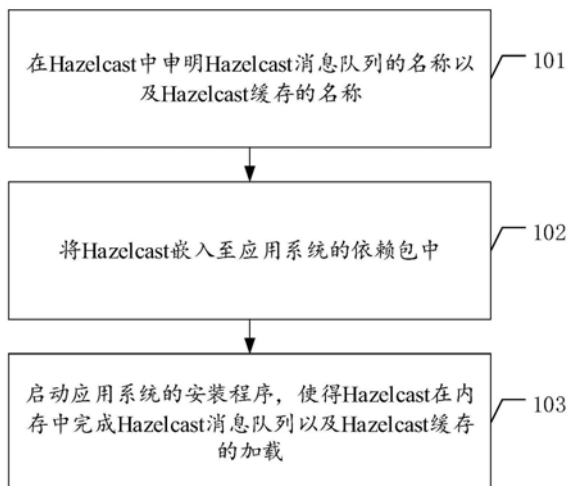 在Hazelcast中申明Hazelcast消息队列的名称以
及Hazelcast缓存的名称
101
将Hazelcast嵌入至应用系统的依赖包中
102
启动应用系统的安装程序，使得Hazelcast在内
存中完成Hazelcast消息队列以及Hazelcast缓存
的加载
103